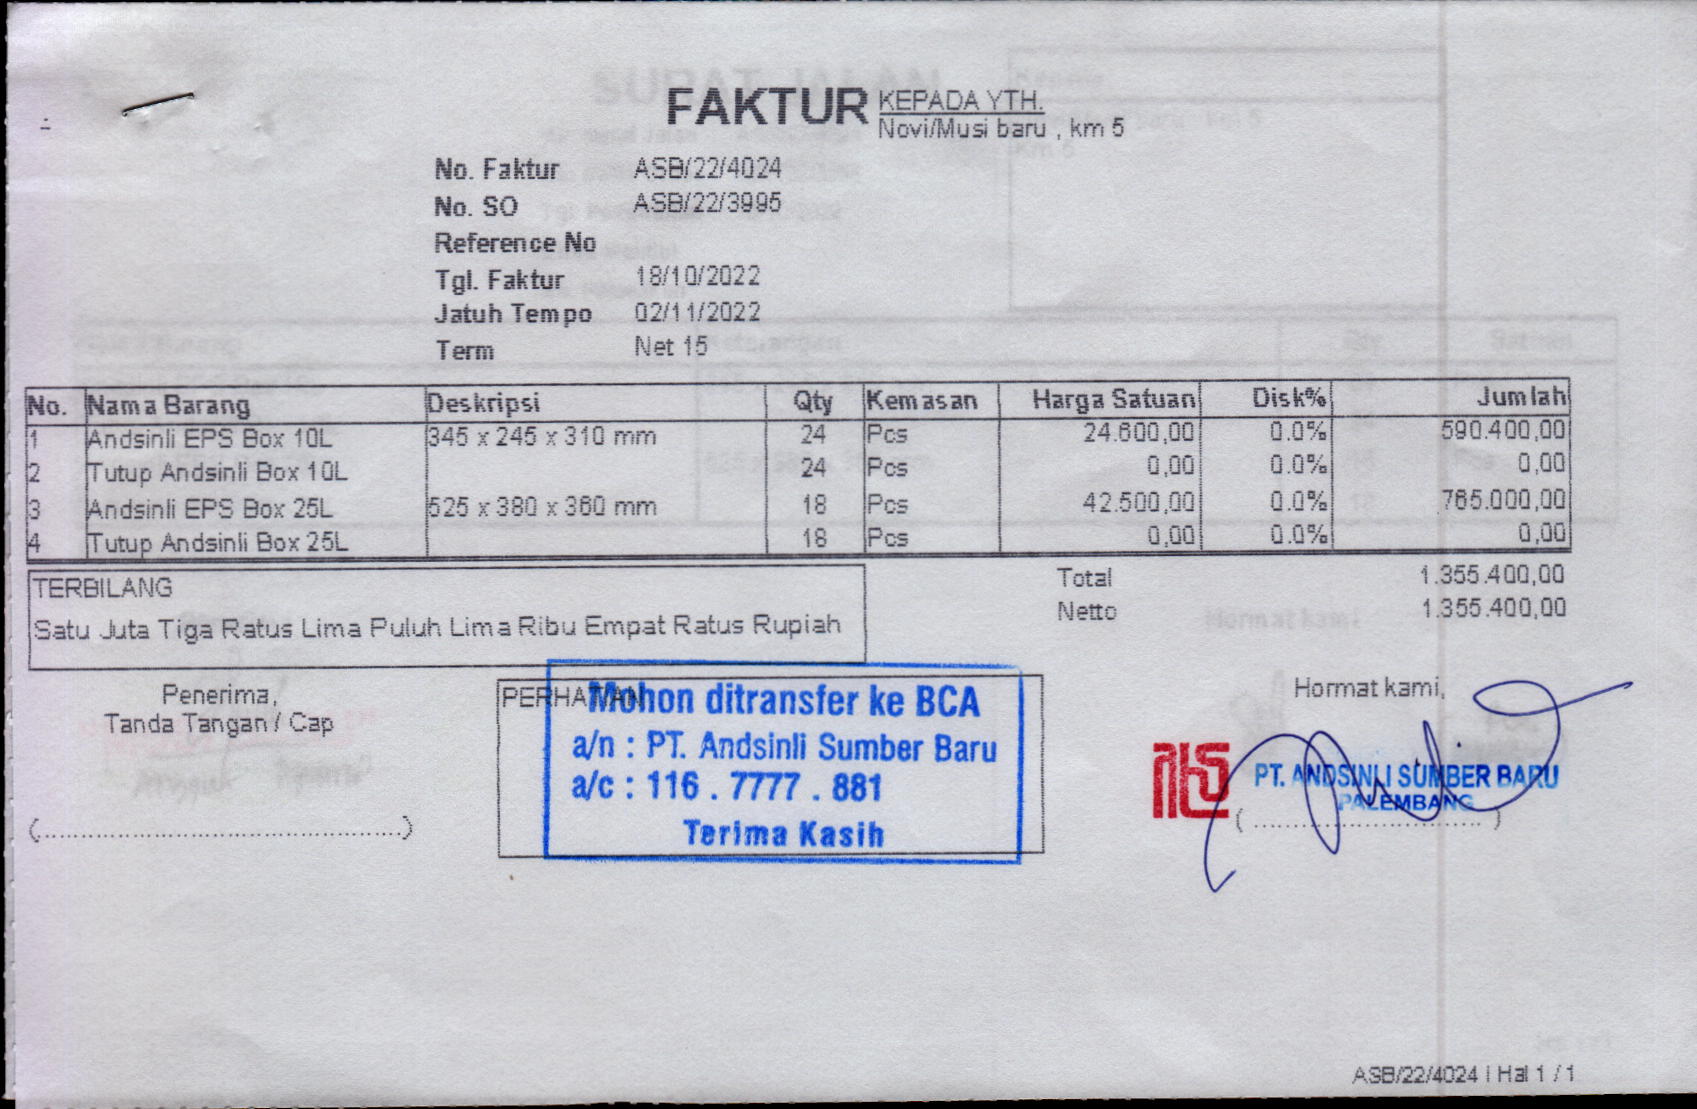 FAKTUR
KEPADA YTH.
Novi/Musi baru , km 5
No. Faktur ASB/22/4024
No. SO ASB/22/3995
Reference No
Tgl. Faktur 18/10/2022
Jatuh Tempo 02/11/2022
Term Net 15
No. Nama Barang Deskripsi Qty Kemasan Harga Satuan Disk% Jumlah
1 Andsinli EPS Box 10L 345 x 245 x 310 mm 24 Pcs 24.600,00 0.0% 590.400,00
2 Tutup Andsinli Box 10L 24 Pcs 0,00 0.0% 0,00
3 Andsinli EPS Box 25L 525 x 380 x 360 mm 18 Pcs 42.500,00 0.0% 765.000,00
4 Tutup Andsinli Box 25L 18 Pcs 0,00 0.0% 0,00
TERBILANG
Satu Juta Tiga Ratus Lima Puluh Lima Ribu Empat Ratus Rupiah
Total 1.355.400,00
Netto 1.355.400,00
Penerima,
Tanda Tangan / Cap
(............................................)
PERHATIAN
Mohon ditransfer ke BCA
a/n : PT. Andsinli Sumber Baru
a/c : 116 . 7777 . 881
Terima Kasih
Hormat kami,
PT. ANDSINLI SUMBER BARU
PALEMBANG
( ................................ )
ASB/22/4024 | Hal 1 / 1